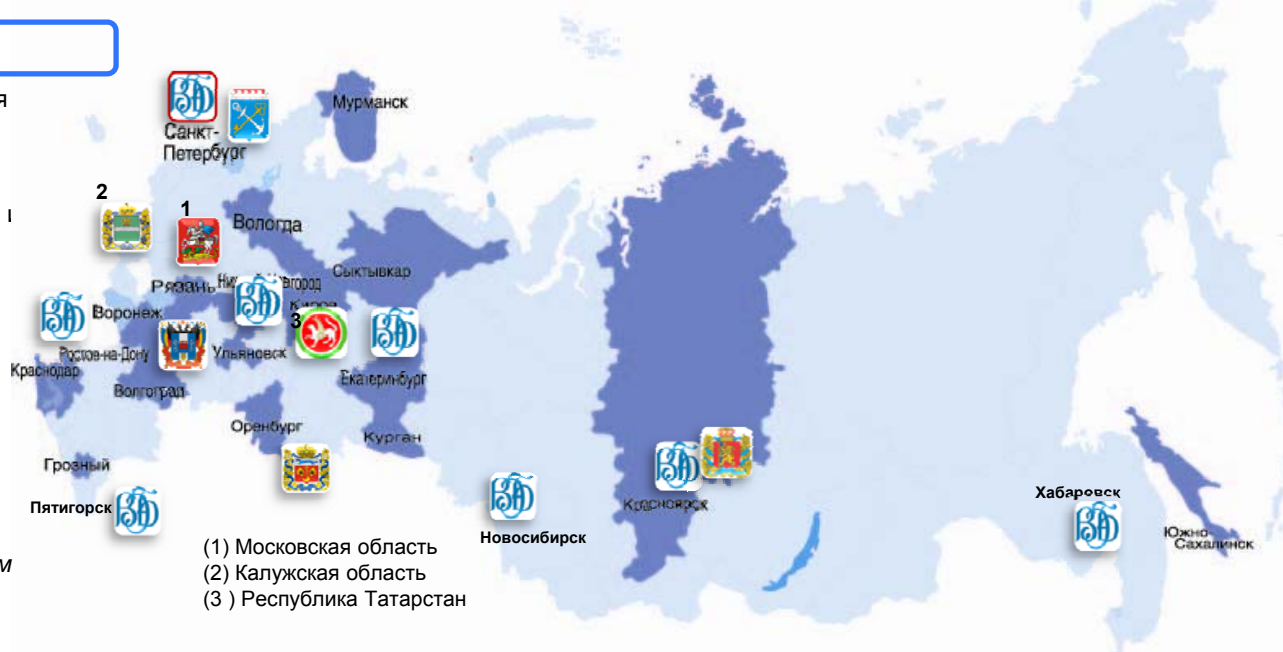 я
Мурманск
Санкт-
Петербург
и
2
1
Вологда
Сыктывкар
Рязань
Воронеж
3
Ростов-на-Дону
Ульяновск
Краснодар
Екатеринбург
Волгоград
Оренбург
Курган
Грозный
Хабаровск
Пятигорск
Красноярск
Новосибирск
Южно-
Сахалинск
(1) Московская область
(2) Калужская область
(3 ) Республика Татарстан
м